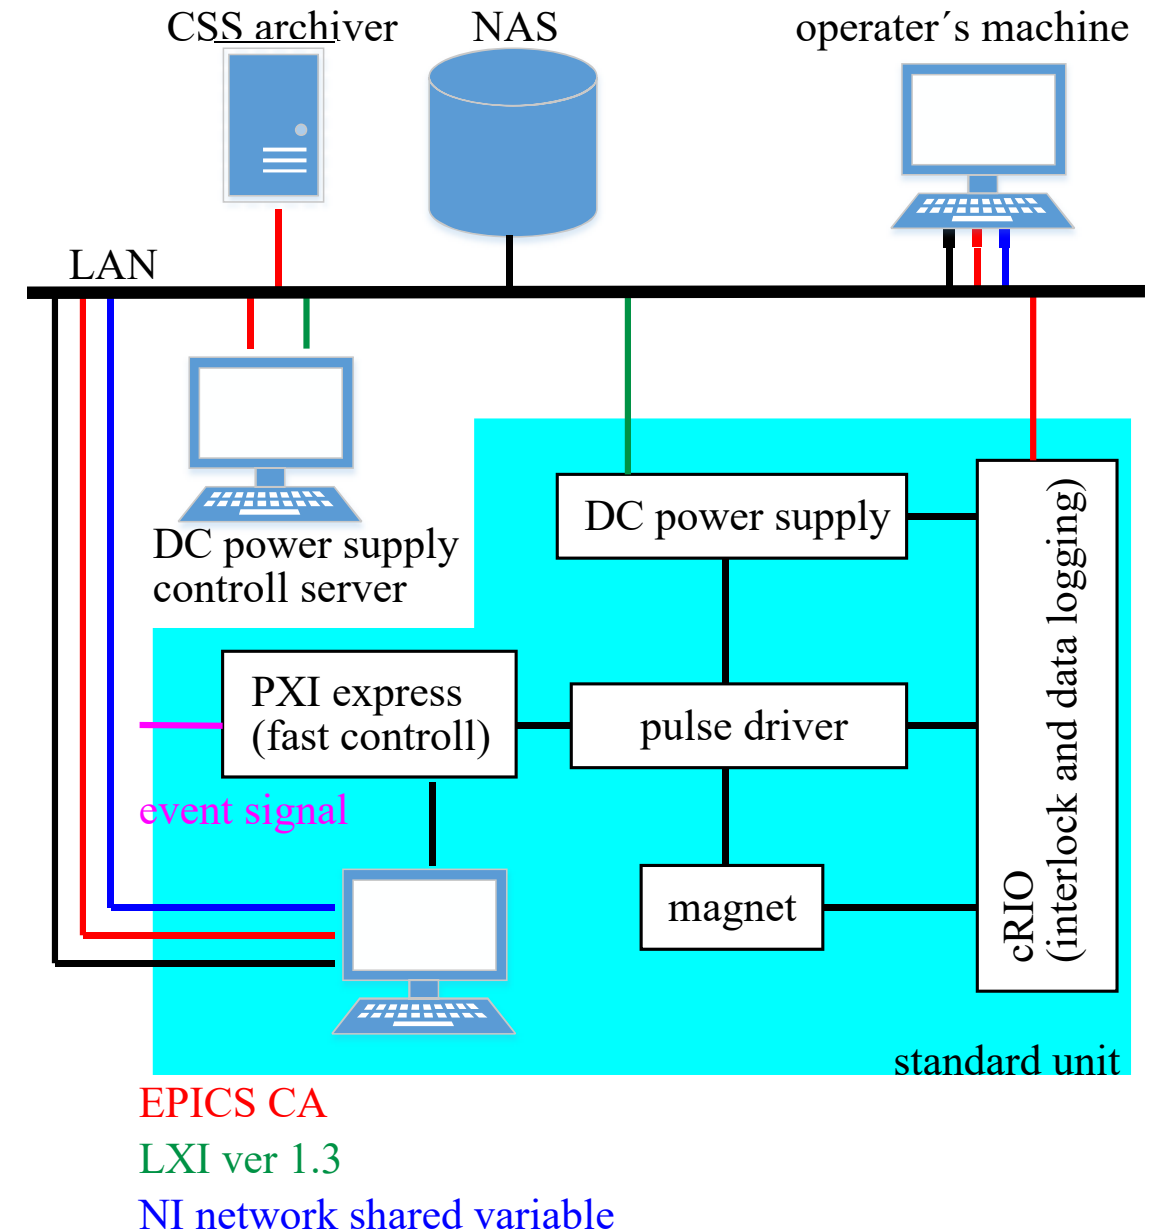 CSS archiver
NAS
operater´s machine
LAN
DC power supply
controll server
DC power supply
PXI express
(fast controll)
pulse driver
event signal
magnet
cRIO
(interlock and data logging)
standard unit
EPICS CA
LXI ver 1.3
NI network shared variable